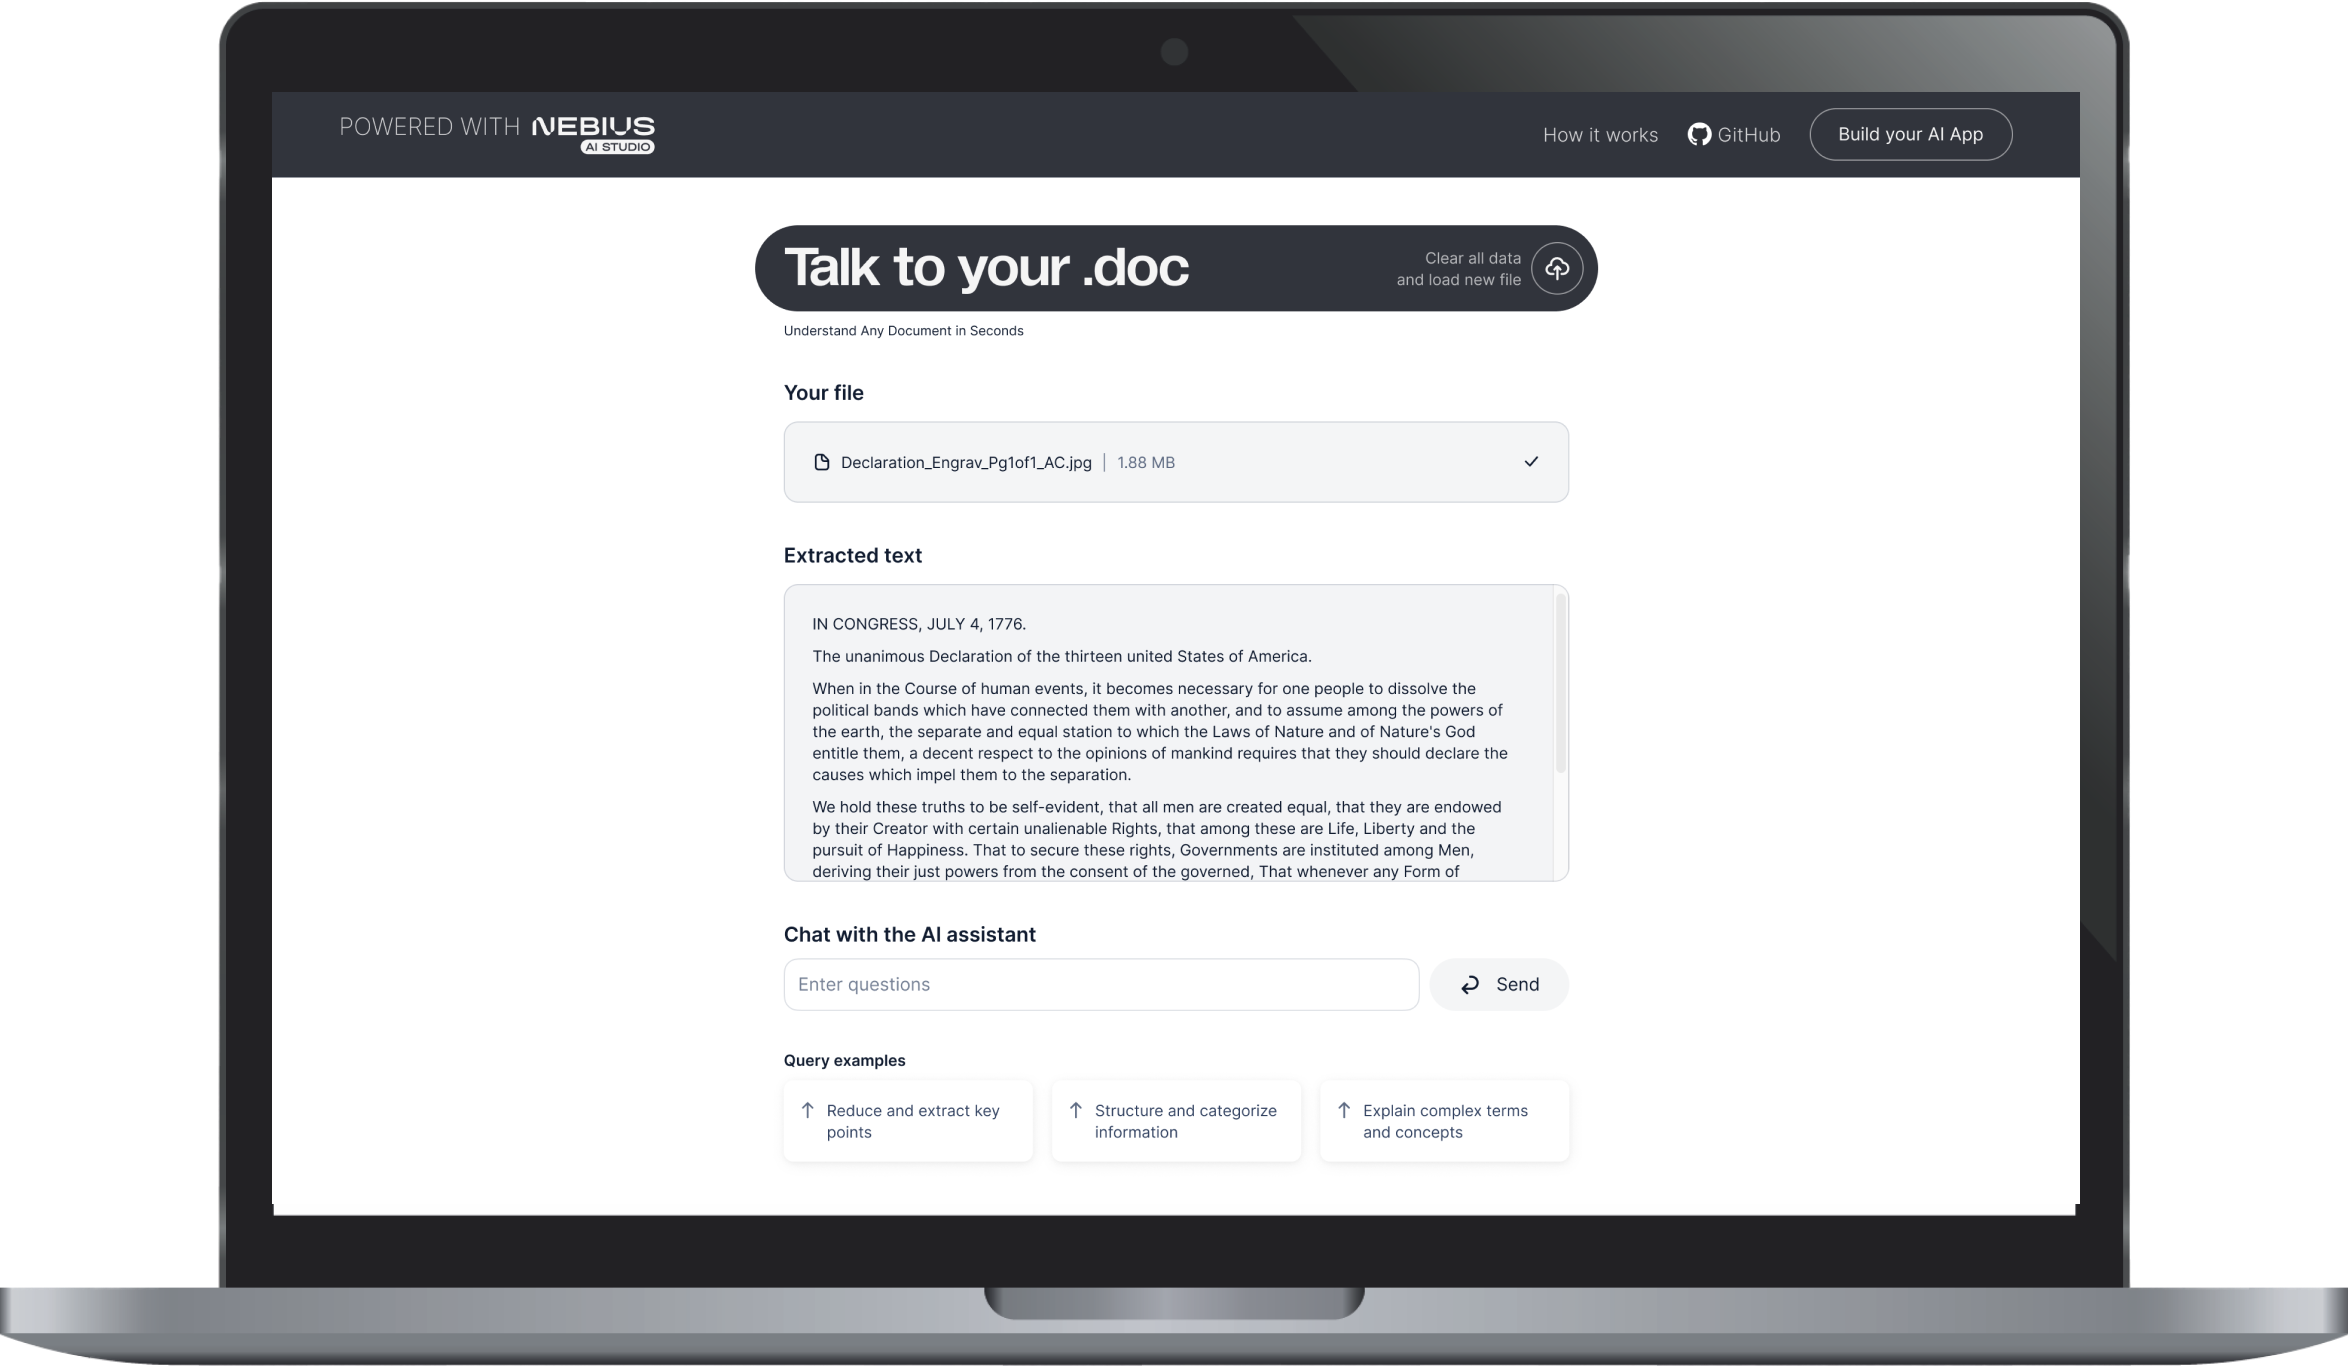 POWERED WITH NEBIUS
AI STUDIO
How it works
GitHub
Build your AI App
Talk to your .doc
Clear all data
and load new file
Understand Any Document in Seconds
Your file
Declaration_Engrav_Pg1of1_AC.jpg | 1.88 MB
Extracted text
IN CONGRESS, JULY 4, 1776.
The unanimous Declaration of the thirteen united States of America.
When in the Course of human events, it becomes necessary for one people to dissolve the
political bands which have connected them with another, and to assume among the powers of
the earth, the separate and equal station to which the Laws of Nature and of Nature's God
entitle them, a decent respect to the opinions of mankind requires that they should declare the
causes which impel them to the separation.
We hold these truths to be self-evident, that all men are created equal, that they are endowed
by their Creator with certain unalienable Rights, that among these are Life, Liberty and the
pursuit of Happiness. That to secure these rights, Governments are instituted among Men,
deriving their just powers from the consent of the governed, That whenever any Form of
Chat with the AI assistant
Enter questions
Send
Query examples
Reduce and extract key
points
Structure and categorize
information
Explain complex terms
and concepts